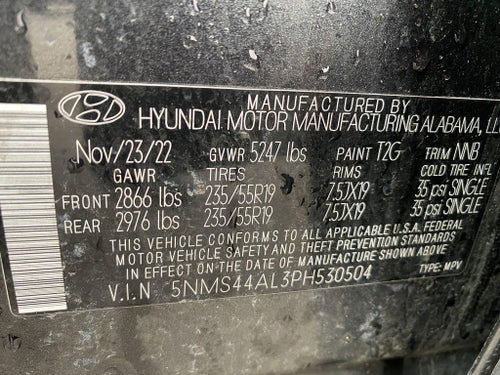 MANUFACTURED BY
HYUNDAI MOTOR MANUFACTURING ALABAMA, LL
Nov/23/22 GVWR 5247 lbs PAINT T2G TRIM NNB
GAWR TIRES RIMS COLD TIRE INFL
FRONT 2866 lbs 235/55R19 7.5JX19 35 psi SINGLE
REAR 2976 lbs 235/55R19 7.5JX19 35 psi SINGLE
THIS VEHICLE CONFORMS TO ALL APPLICABLE U.S.A. FEDERAL
MOTOR VEHICLE SAFETY AND THEFT PREVENTION STANDARDS
IN EFFECT ON THE DATE OF MANUFACTURE SHOWN ABOVE
V.I.N 5NMS44AL3PH530504 TYPE: MPV